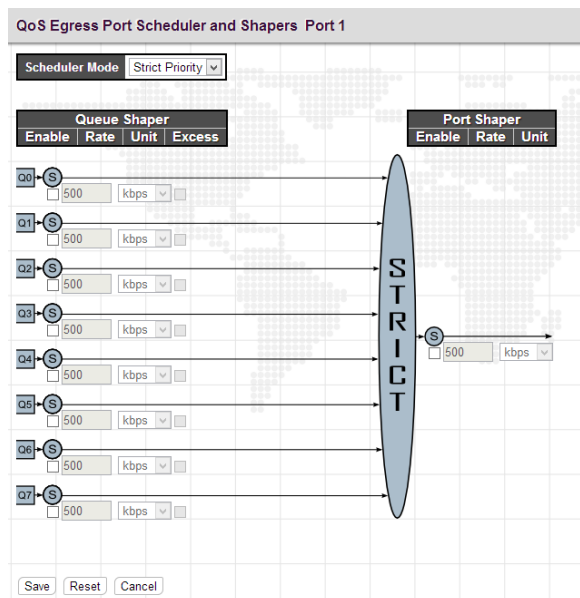 QoS Egress Port Scheduler and Shapers Port 1
Scheduler Mode Strict Priority
Queue Shaper
Enable Rate Unit Excess
Port Shaper
Enable Rate Unit
Q0 S
500 kbps
Q1 S
500 kbps
Q2 S
500 kbps
Q3 S
500 kbps
Q4 S
500 kbps
Q5 S
500 kbps
Q6 S
500 kbps
Q7 S
500 kbps
STRICT
S
500 kbps
Save Reset Cancel